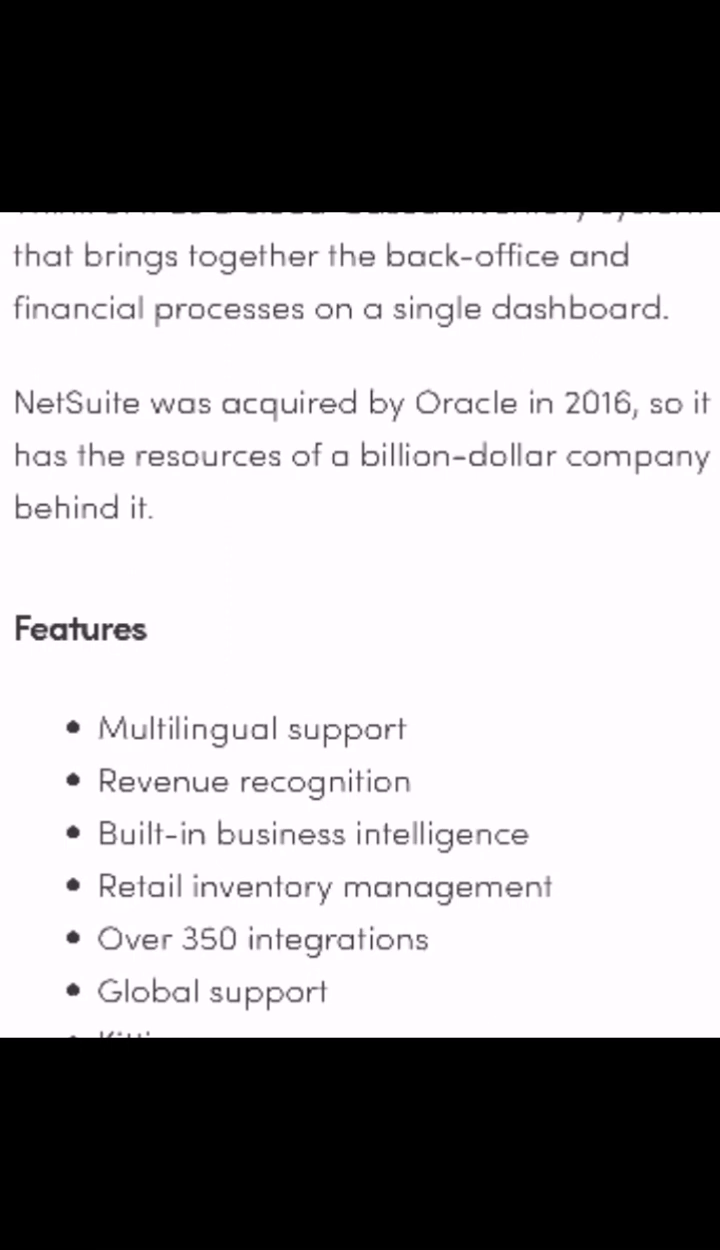 that brings together the back-office and
financial processes on a single dashboard.
NetSuite was acquired by Oracle in 2016, so it
has the resources of a billion-dollar company
behind it.
Features
• Multilingual support
• Revenue recognition
• Built-in business intelligence
• Retail inventory management
• Over 350 integrations
• Global support